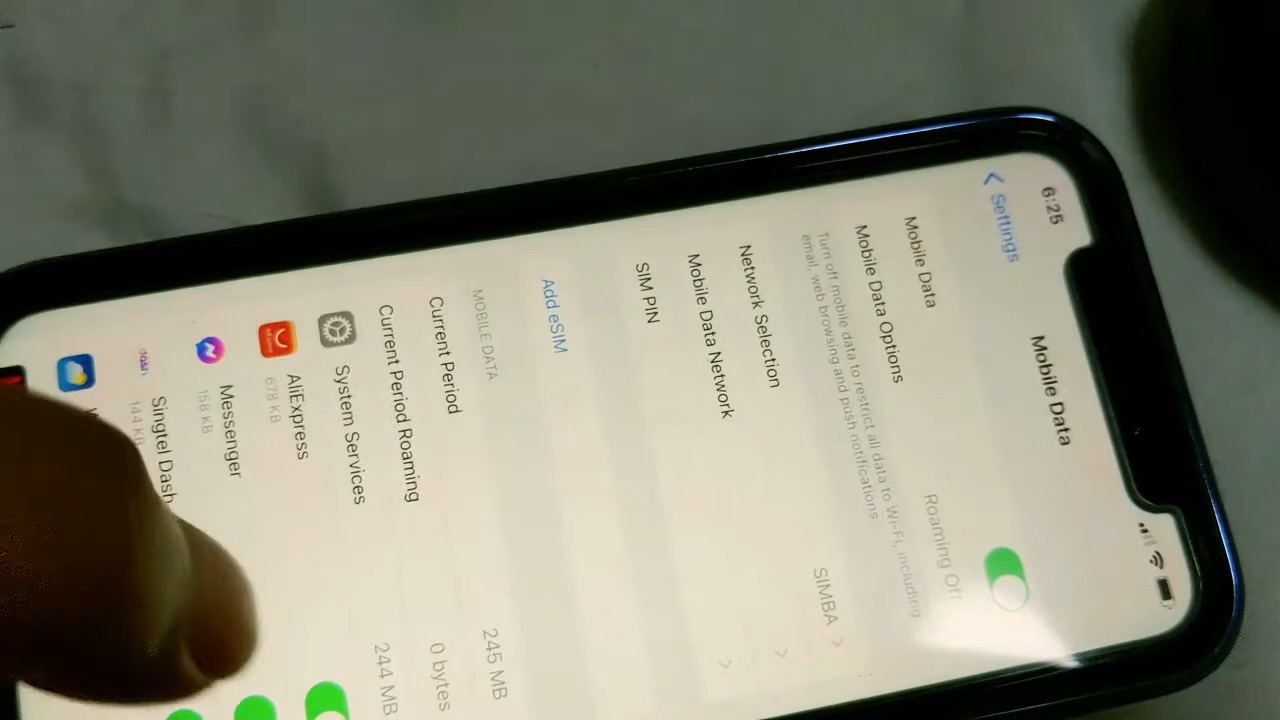 6:25
Settings
Mobile Data
Mobile Data
Mobile Data Options
Roaming Off
Turn off mobile data to restrict all data to Wi-Fi, including
email, web browsing and push notifications.
Network Selection
SIMBA
Mobile Data Network
SIM PIN
Add eSIM
MOBILE DATA
Current Period
245 MB
Current Period Roaming
0 bytes
System Services
244 MB
AliExpress
678 KB
Messenger
158 KB
dash
Singtel Dash
144 KB